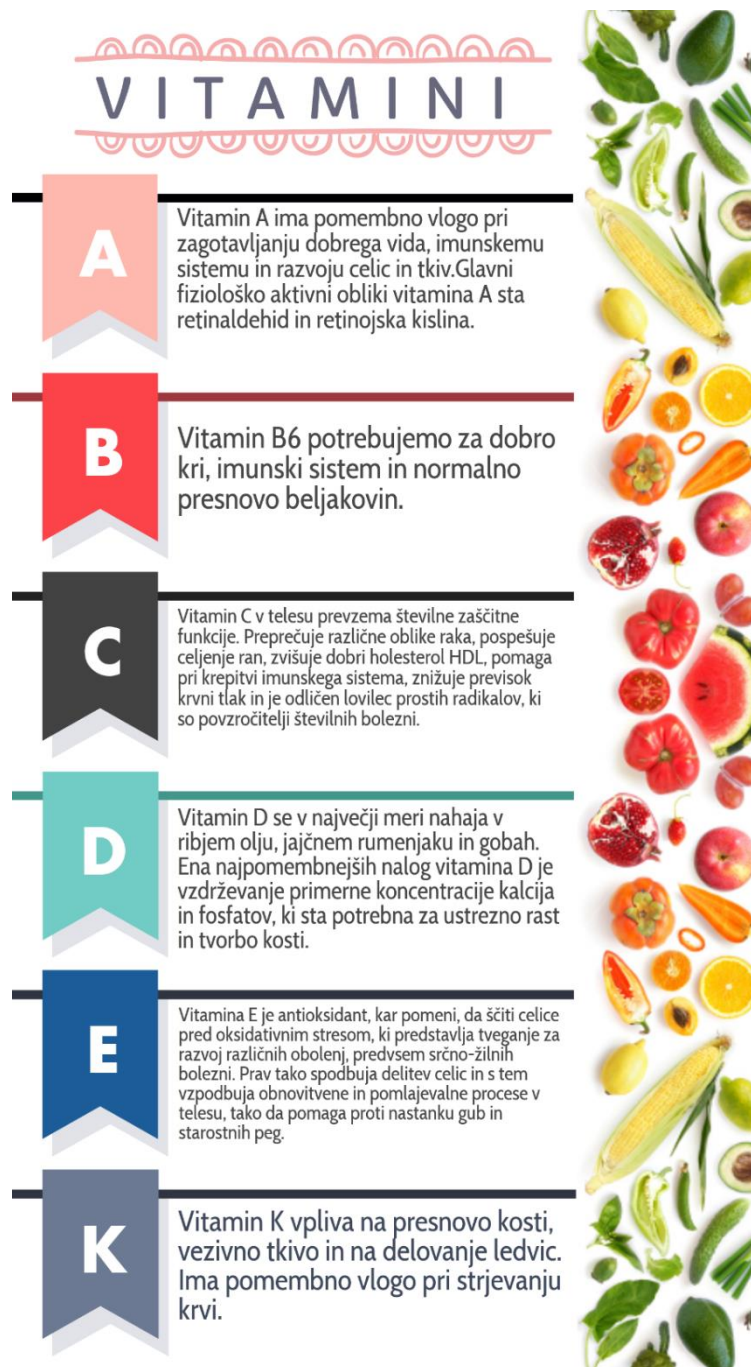 VITAMINI
A
Vitamin A ima pomembno vlogo pri
zagotavljanju dobrega vida, imunskemu
sistemu in razvoju celic in tkiv.Glavni
fiziološko aktivni obliki vitamina A sta
retinaldehid in retinojska kislina.
B
Vitamin B6 potrebujemo za dobro
kri, imunski sistem in normalno
presnovo beljakovin.
C
Vitamin C v telesu prevzema številne zaščitne
funkcije. Preprečuje različne oblike raka, pospešuje
celjenje ran, zvišuje dobri holesterol HDL, pomaga
pri krepitvi imunskega sistema, znižuje previsok
krvni tlak in je odličen lovilec prostih radikalov, ki
so povzročitelji številnih bolezni.
D
Vitamin D se v največji meri nahaja v
ribjem olju, jajčnem rumenjaku in gobah.
Ena najpomembnejših nalog vitamina D je
vzdrževanje primerne koncentracije kalcija
in fosfatov, ki sta potrebna za ustrezno rast
in tvorbo kosti.
E
Vitamina E je antioksidant, kar pomeni, da ščiti celice
pred oksidativnim stresom, ki predstavlja tveganje za
razvoj različnih obolenj, predvsem srčno-žilnih
bolezni. Prav tako spodbuja delitev celic in s tem
vzpodbuja obnovitvene in pomlajevalne procese v
telesu, tako da pomaga proti nastanku gub in
starostnih peg.
K
Vitamin K vpliva na presnovo kosti,
vezivno tkivo in na delovanje ledvic.
Ima pomembno vlogo pri strjevanju
krvi.